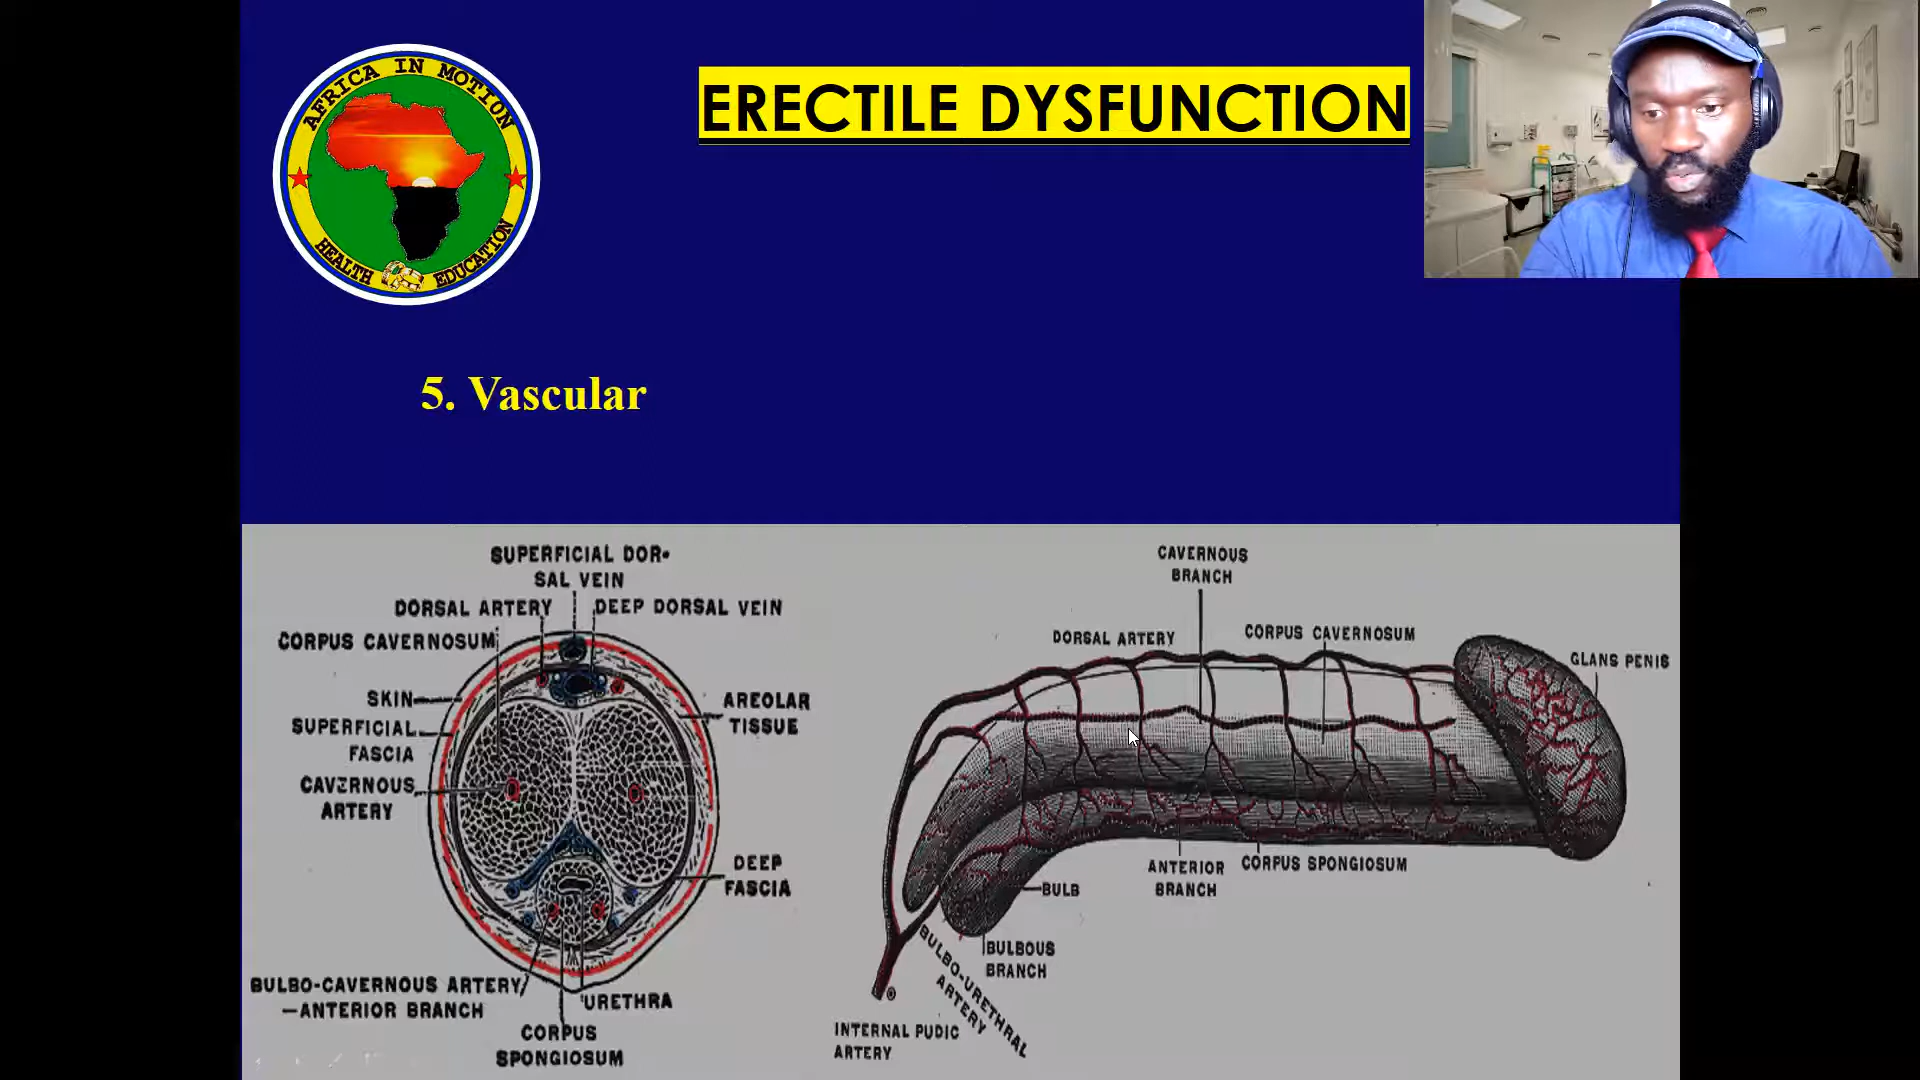 AFRICA IN MOTION
HEALTH EDUCATION
ERECTILE DYSFUNCTION
5. Vascular
SUPERFICIAL DOR-
SAL VEIN
DORSAL ARTERY
DEEP DORSAL VEIN
CORPUS CAVERNOSUM
SKIN
SUPERFICIAL
FASCIA
CAVERNOUS
ARTERY
AREOLAR
TISSUE
DEEP
FASCIA
BULBO-CAVERNOUS ARTERY
—ANTERIOR BRANCH
URETHRA
CORPUS
SPONGIOSUM
CAVERNOUS
BRANCH
DORSAL ARTERY
CORPUS CAVERNOSUM
GLANS PENIS
ANTERIOR
BRANCH
CORPUS SPONGIOSUM
BULB
BULBOUS
BRANCH
BULBO-URETHRAL
ARTERY
INTERNAL PUDIC
ARTERY